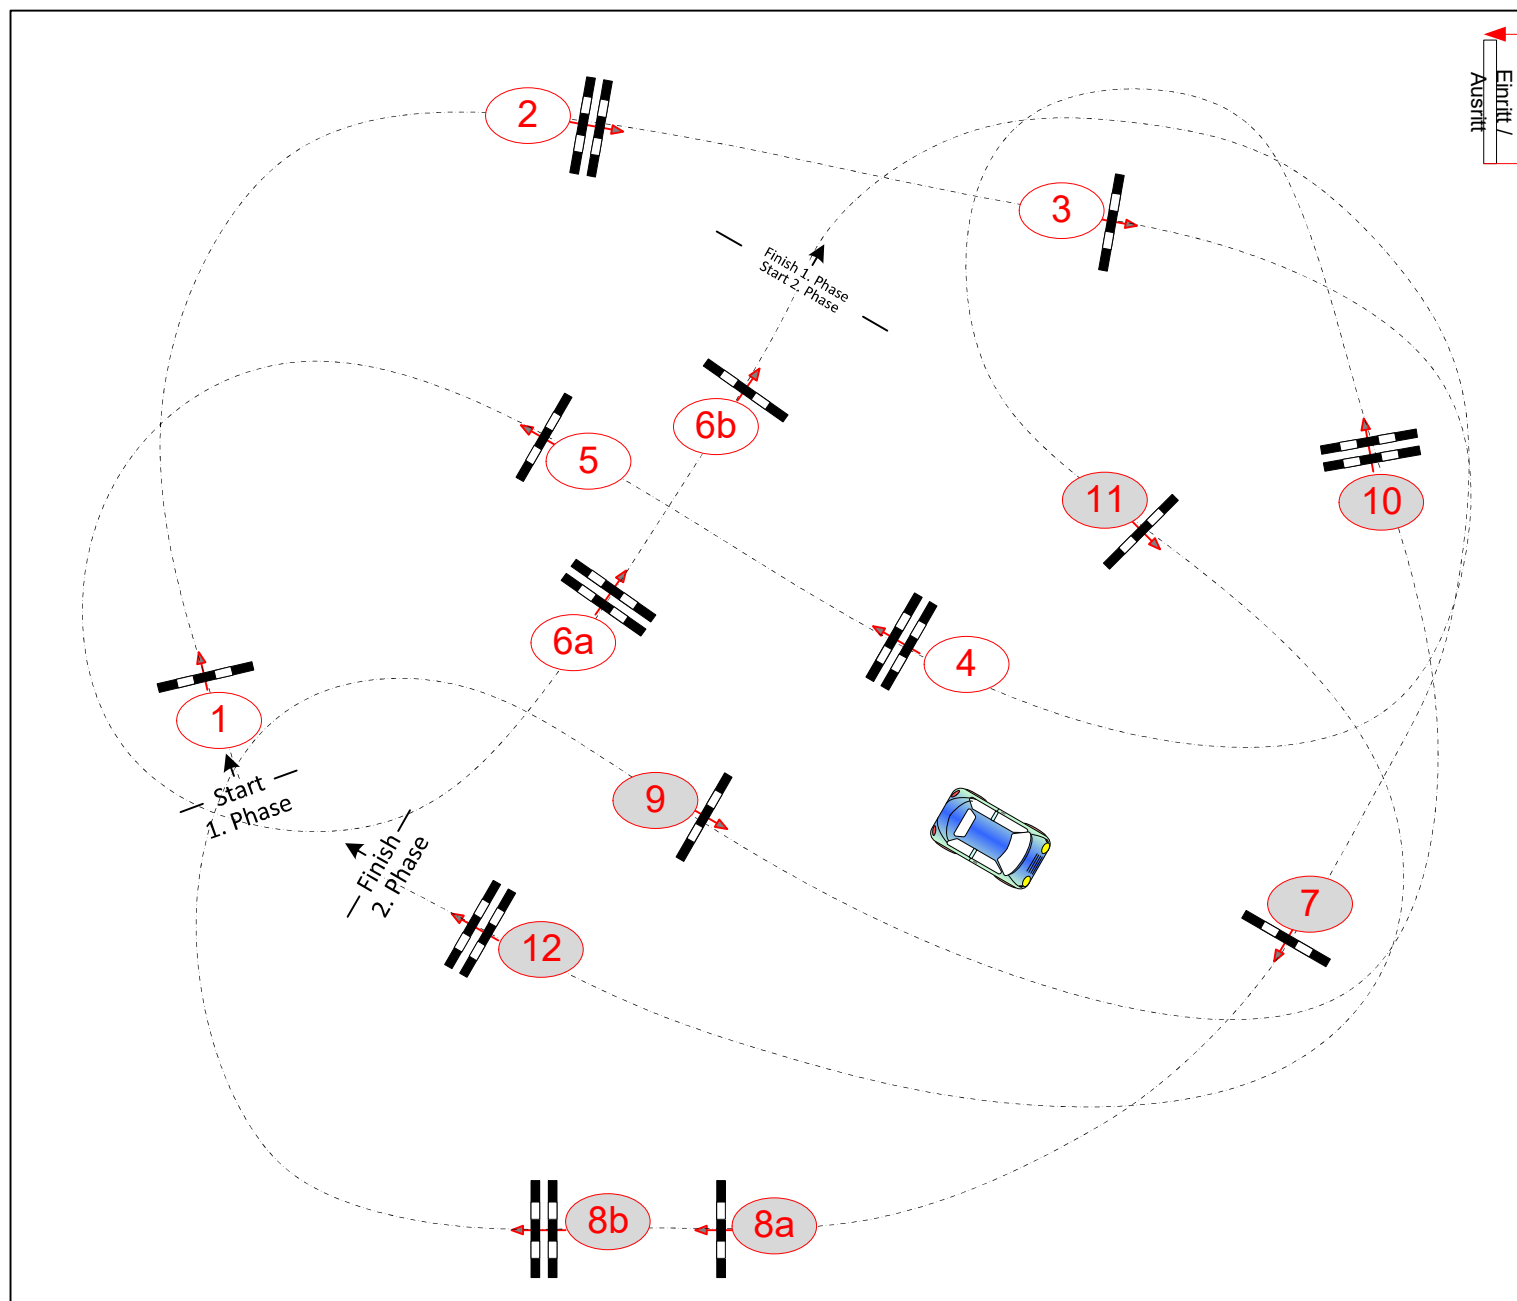 2
Einritt /
Ausritt
3
Finish 1. Phase
Start 2. Phase
6b
5
11
10
6a
4
1
Start
1. Phase
9
Finish
2. Phase
7
12
8b
8a